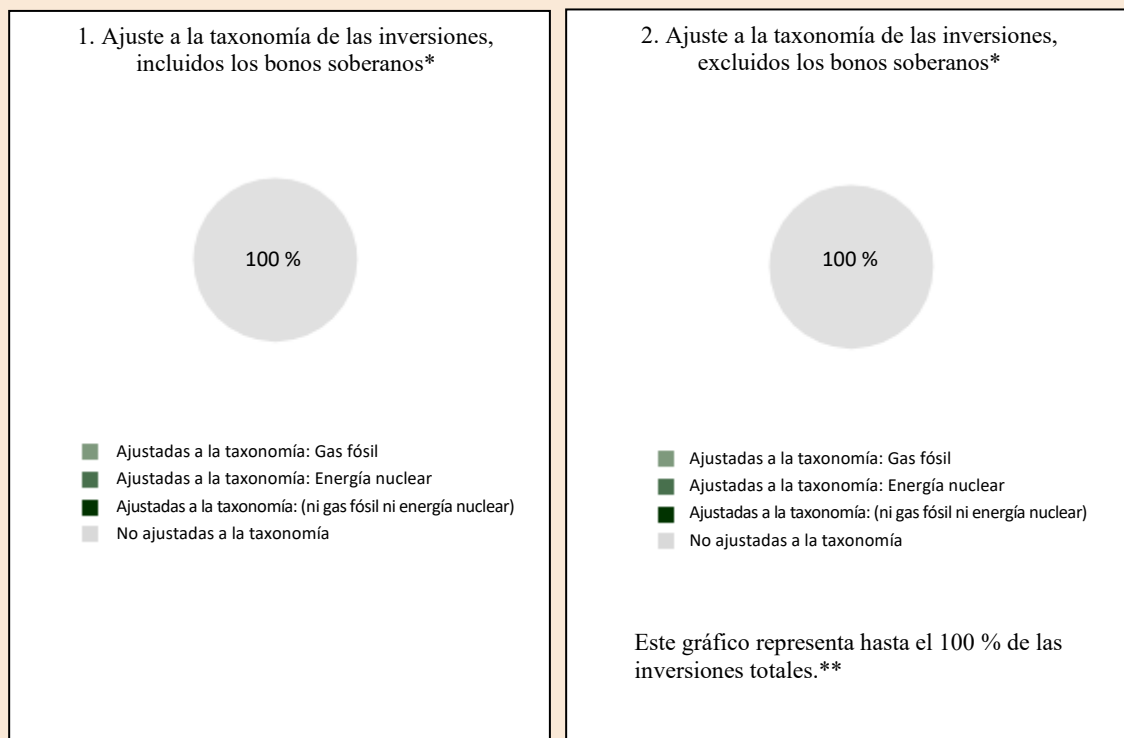 1. Ajuste a la taxonomía de las inversiones,
incluidos los bonos soberanos*
100 %
Ajustadas a la taxonomía: Gas fósil
Ajustadas a la taxonomía: Energía nuclear
Ajustadas a la taxonomía: (ni gas fósil ni energía nuclear)
No ajustadas a la taxonomía
2. Ajuste a la taxonomía de las inversiones,
excluidos los bonos soberanos*
100 %
Ajustadas a la taxonomía: Gas fósil
Ajustadas a la taxonomía: Energía nuclear
Ajustadas a la taxonomía: (ni gas fósil ni energía nuclear)
No ajustadas a la taxonomía
Este gráfico representa hasta el 100 % de las
inversiones totales.**